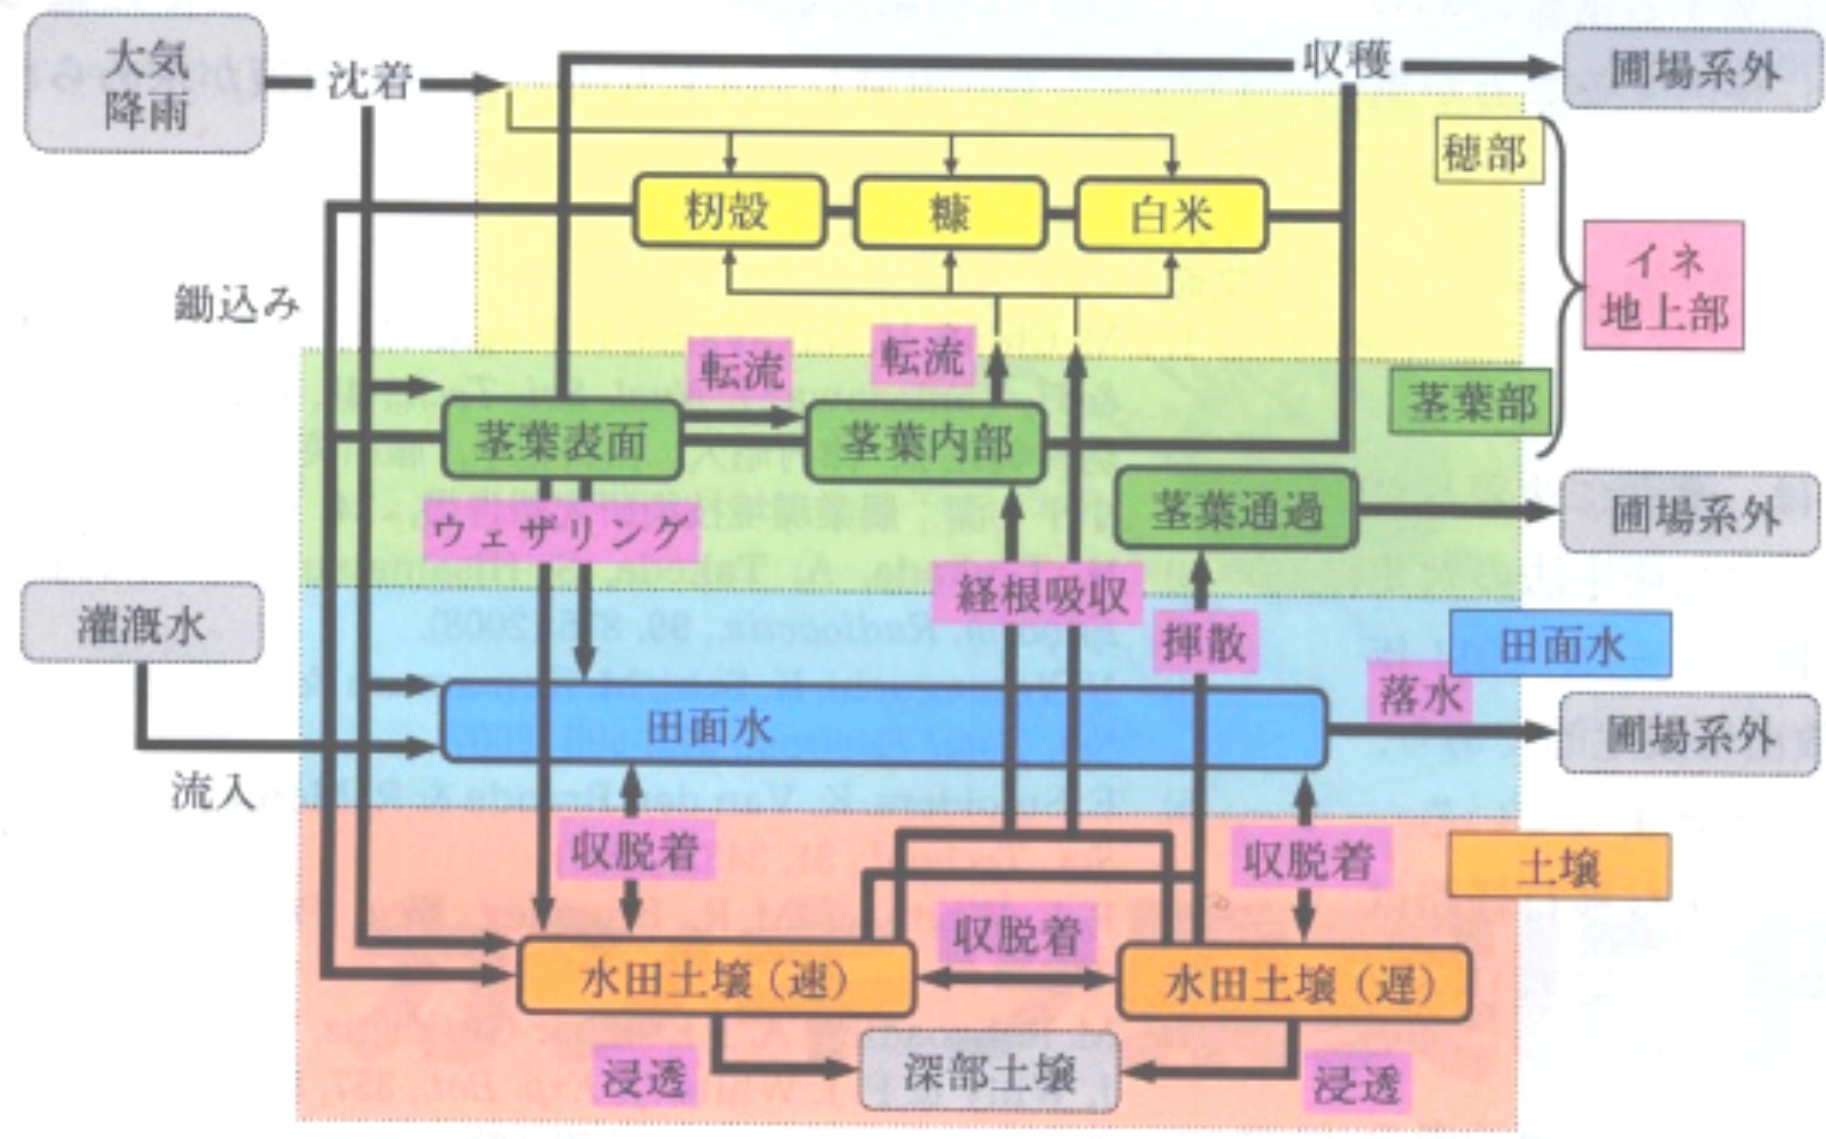 大気
降雨
沈着
収穫
圃場系外
穂部
籾殻
糠
白米
イネ
地上部
鋤込み
転流
転流
茎葉部
茎葉表面
茎葉内部
茎葉通過
圃場系外
ウェザリング
経根吸収
灌漑水
揮散
田面水
落水
田面水
圃場系外
流入
収脱着
収脱着
土壌
収脱着
水田土壌（速）
水田土壌（遅）
浸透
深部土壌
浸透